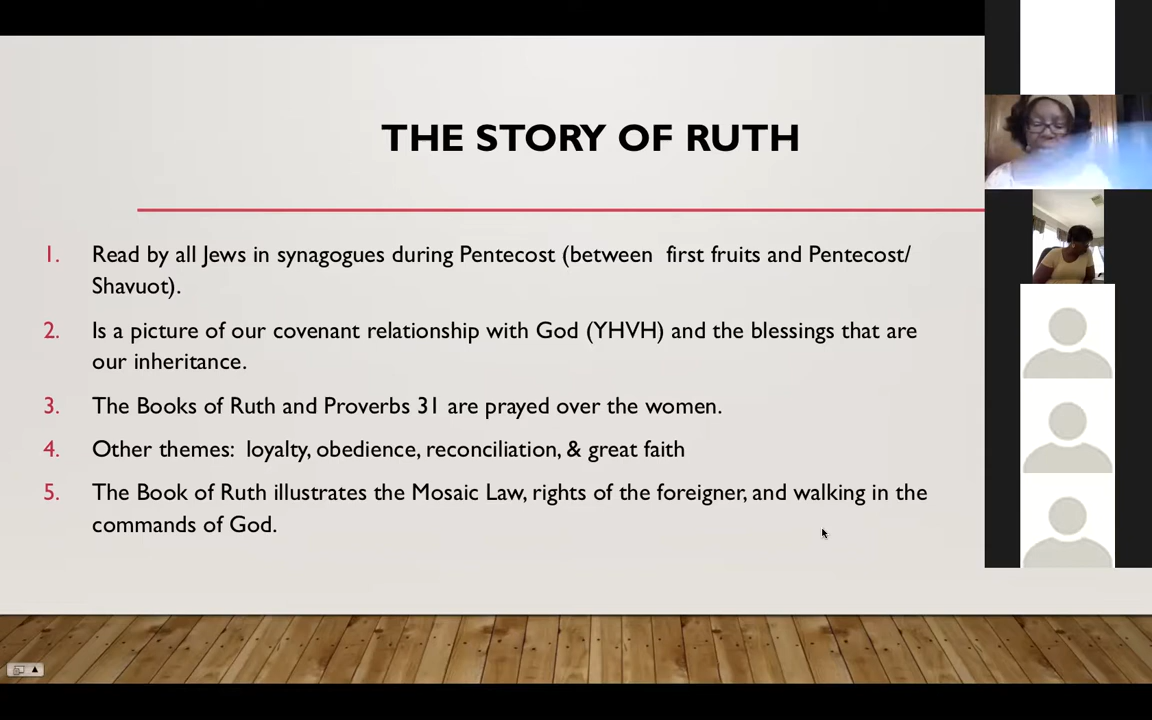 THE STORY OF RUTH
1. Read by all Jews in synagogues during Pentecost (between first fruits and Pentecost/
Shavuot).
2. Is a picture of our covenant relationship with God (YHVH) and the blessings that are
our inheritance.
3. The Books of Ruth and Proverbs 31 are prayed over the women.
4. Other themes: loyalty, obedience, reconciliation, & great faith
5. The Book of Ruth illustrates the Mosaic Law, rights of the foreigner, and walking in the
commands of God.